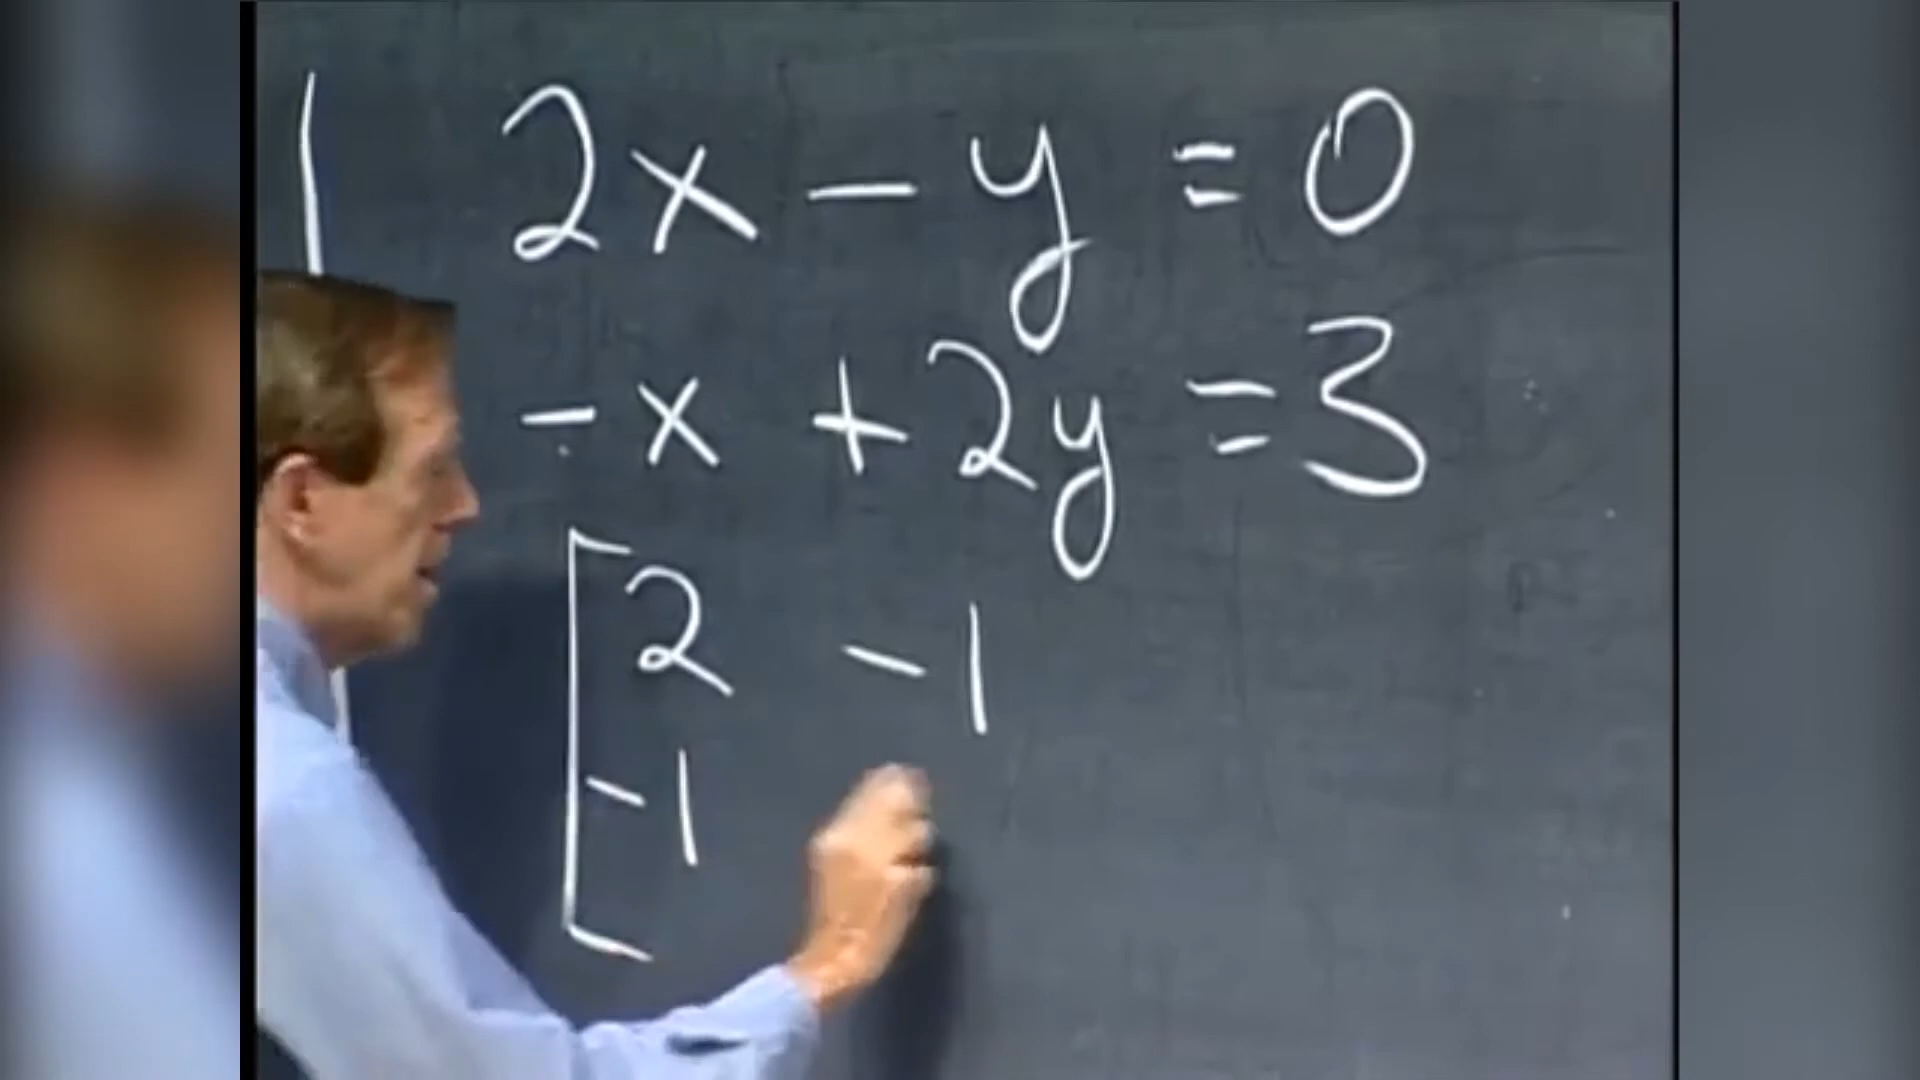 2x - y = 0
-x + 2y = 3
[2 -1
-1